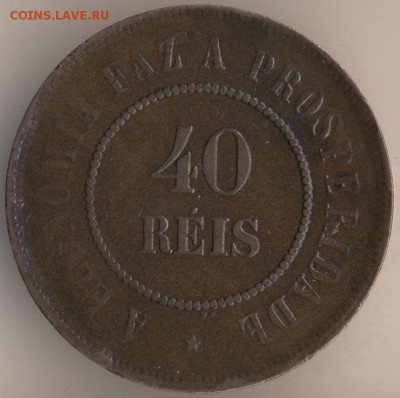 COINS.LAVE.RU
A ECONOMIA FAZ A PROSPERIDADE
40
RÉIS